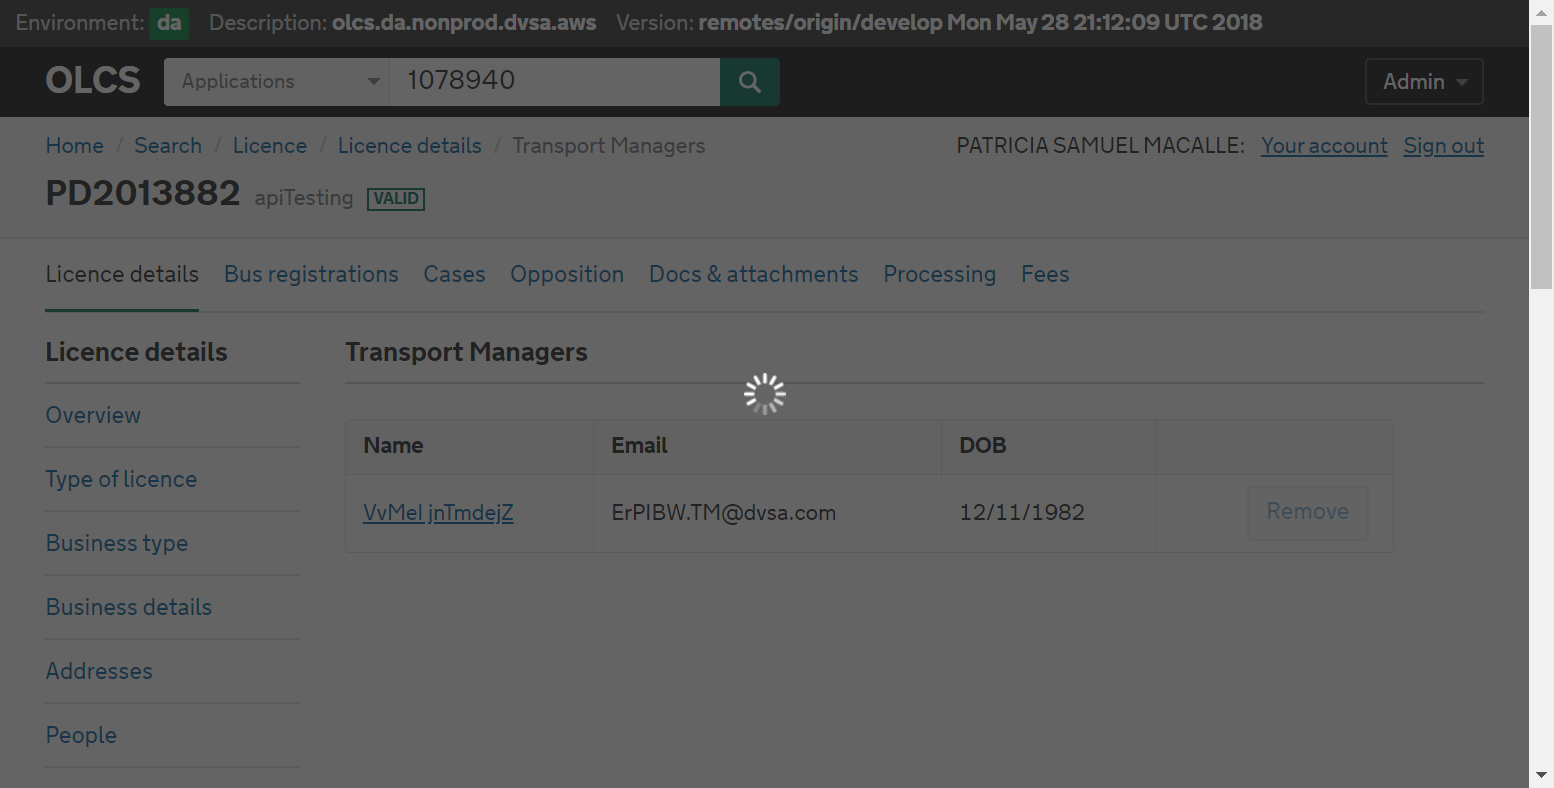 Environment: da Description: olcs.da.nonprod.dvsa.aws Version: remotes/origin/develop Mon May 28 21:12:09 UTC 2018
OLCS Applications 1078940 Admin
Home / Search / Licence / Licence details / Transport Managers PATRICIA SAMUEL MACALLE: Your account Sign out
PD2013882 apiTesting VALID
Licence details Bus registrations Cases Opposition Docs & attachments Processing Fees
Licence details
Overview
Type of licence
Business type
Business details
Addresses
People
Transport Managers
Name Email DOB
VvMel jnTmdejZ ErPIBW.TM@dvsa.com 12/11/1982 Remove